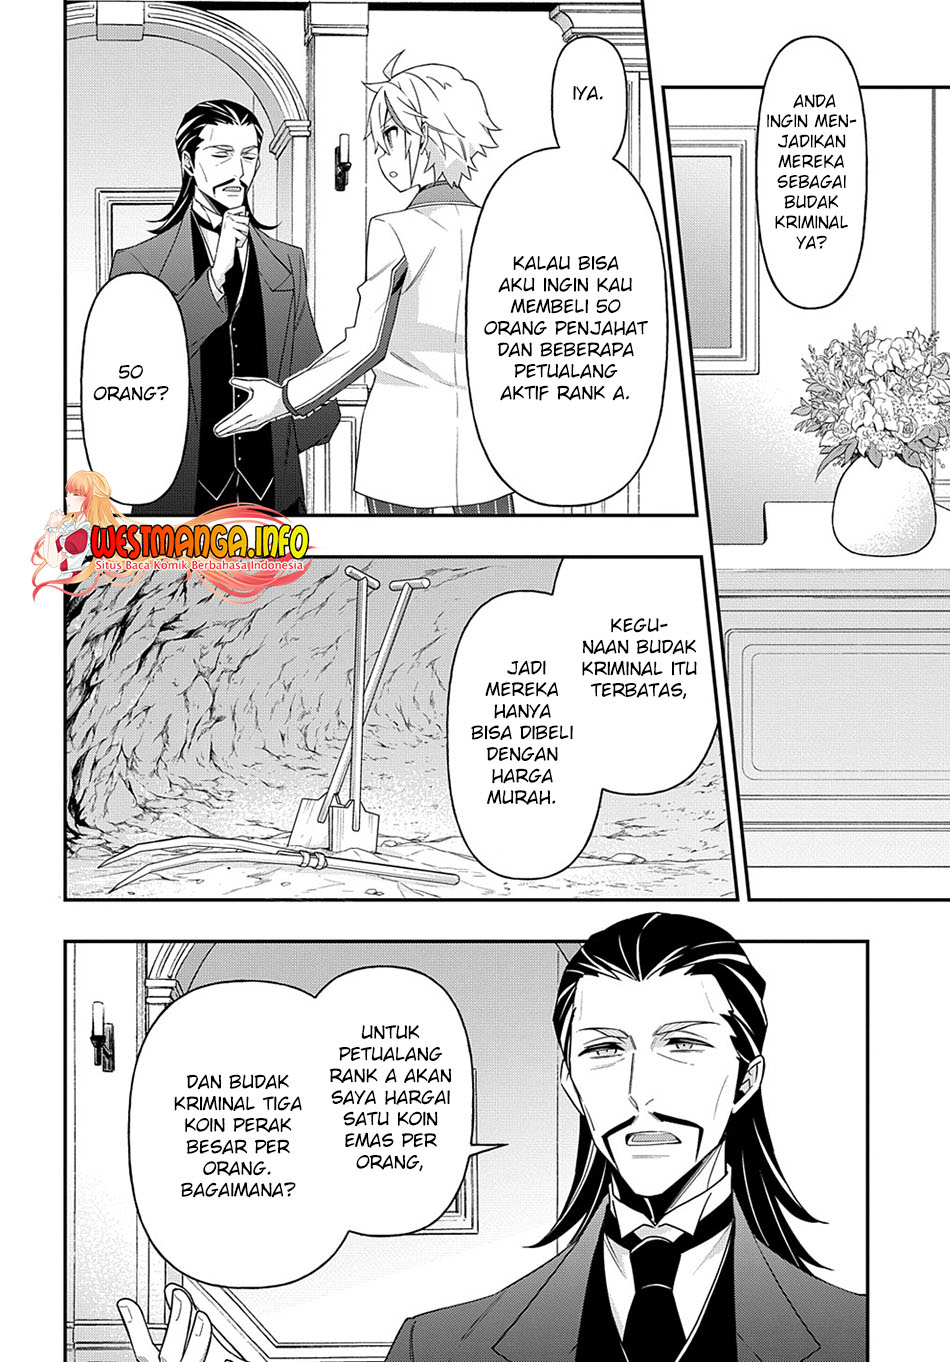 ANDA
INGIN MEN-
JADIKAN
MEREKA
SEBAGAI
BUDAK
KRIMINAL
YA?
IYA.
KALAU BISA
AKU INGIN KAU
MEMBELI 50
ORANG PENJAHAT
DAN BEBERAPA
PETUALANG
AKTIF RANK A.
50
ORANG?
WESTMANGA.INFO
Situs Baca Komik Berbahasa Indonesia
KEGU-
NAAN BUDAK
KRIMINAL ITU
TERBATAS,
JADI
MEREKA
HANYA
BISA DIBELI
DENGAN
HARGA
MURAH.
UNTUK
PETUALANG
RANK A AKAN
SAYA HARGAI
SATU KOIN
EMAS PER
ORANG,
DAN BUDAK
KRIMINAL TIGA
KOIN PERAK
BESAR PER
ORANG.
BAGAIMANA?